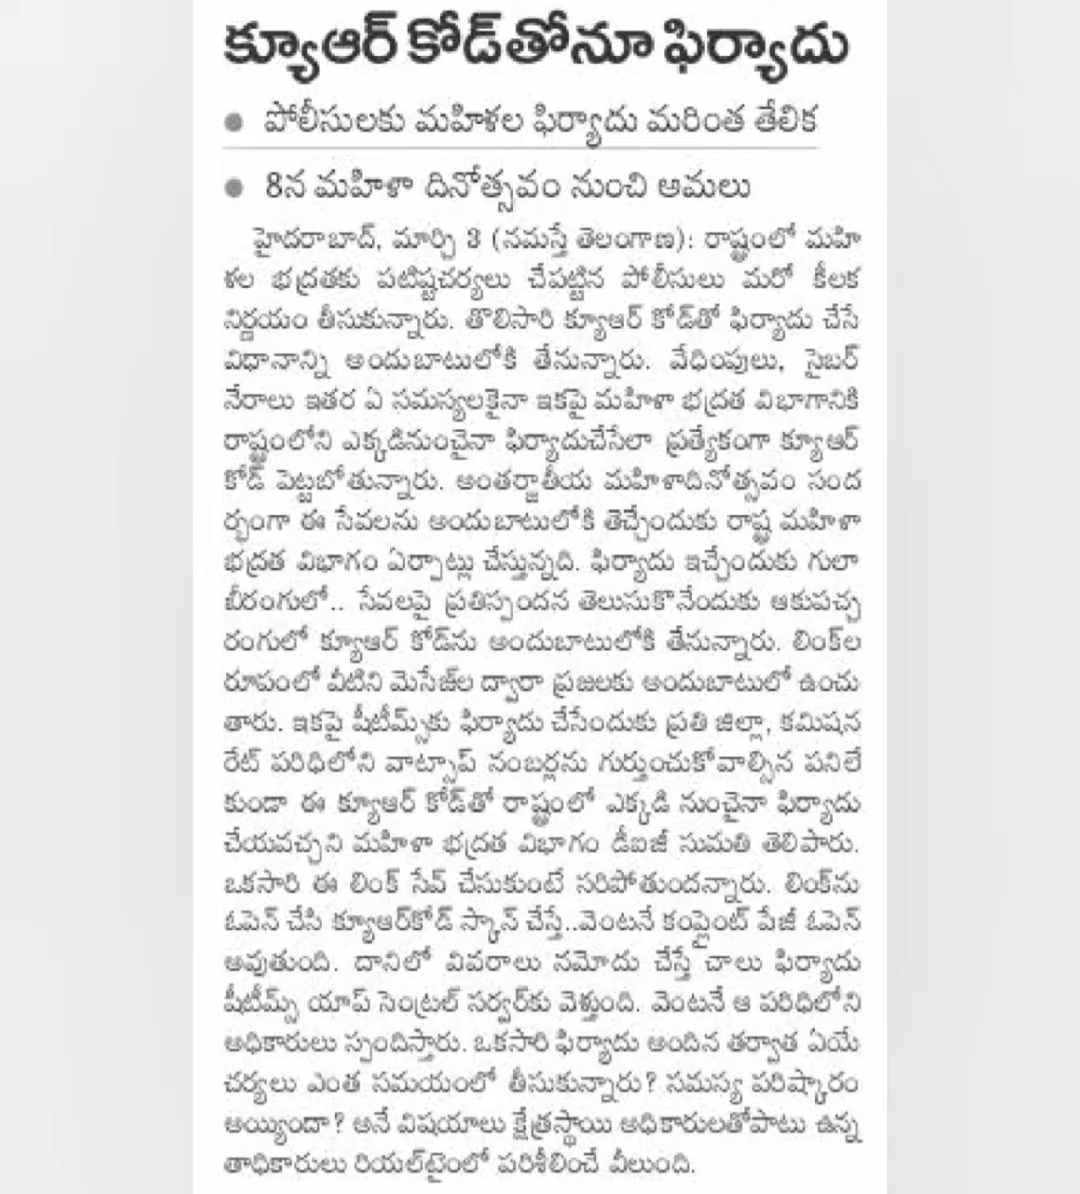 క్యూఆర్ కోడ్‌తోనూ ఫిర్యాదు
● పోలీసులకు మహిళల ఫిర్యాదు మరింత తేలిక
● 8న మహిళా దినోత్సవం నుంచి అమలు
హైదరాబాద్, మార్చి 3 (నమస్తే తెలంగాణ): రాష్ట్రంలో మహి
ళల భద్రతకు పటిష్టచర్యలు చేపట్టిన పోలీసులు మరో కీలక
నిర్ణయం తీసుకున్నారు. తొలిసారి క్యూఆర్ కోడ్‌తో ఫిర్యాదు చేసే
విధానాన్ని అందుబాటులోకి తేనున్నారు. వేధింపులు, సైబర్
నేరాలు ఇతర ఏ సమస్యలకైనా ఇకపై మహిళా భద్రత విభాగానికి
రాష్ట్రంలోని ఎక్కడినుంచైనా ఫిర్యాదుచేసేలా ప్రత్యేకంగా క్యూఆర్
కోడ్ పెట్టబోతున్నారు. అంతర్జాతీయ మహిళాదినోత్సవం సంద
ర్భంగా ఈ సేవలను అందుబాటులోకి తెచ్చేందుకు రాష్ట్ర మహిళా
భద్రత విభాగం ఏర్పాట్లు చేస్తున్నది. ఫిర్యాదు ఇచ్చేందుకు గులా
బీరంగులో.. సేవలపై ప్రతిస్పందన తెలుసుకొనేందుకు ఆకుపచ్చ
రంగులో క్యూఆర్ కోడ్‌ను అందుబాటులోకి తేనున్నారు. లింక్‌ల
రూపంలో వీటిని మెసేజ్‌ల ద్వారా ప్రజలకు అందుబాటులో ఉంచు
తారు. ఇకపై షీటీమ్స్‌కు ఫిర్యాదు చేసేందుకు ప్రతి జిల్లా, కమిషన
రేట్ పరిధిలోని వాట్సాప్ నంబర్లను గుర్తుంచుకోవాల్సిన పనిలే
కుండా ఈ క్యూఆర్ కోడ్‌తో రాష్ట్రంలో ఎక్కడి నుంచైనా ఫిర్యాదు
చేయవచ్చని మహిళా భద్రత విభాగం డీఐజీ సుమతి తెలిపారు.
ఒకసారి ఈ లింక్ సేవ్ చేసుకుంటే సరిపోతుందన్నారు. లింక్‌ను
ఓపెన్ చేసి క్యూఆర్‌కోడ్ స్కాన్ చేస్తే..వెంటనే కంప్లైంట్ పేజీ ఓపెన్
అవుతుంది. దానిలో వివరాలు నమోదు చేస్తే చాలు ఫిర్యాదు
షీటీమ్స్ యాప్ సెంట్రల్ సర్వర్‌కు వెళ్తుంది. వెంటనే ఆ పరిధిలోని
అధికారులు స్పందిస్తారు. ఒకసారి ఫిర్యాదు అందిన తర్వాత ఏయే
చర్యలు ఎంత సమయంలో తీసుకున్నారు? సమస్య పరిష్కారం
అయ్యిందా? అనే విషయాలు క్షేత్రస్థాయి అధికారులతోపాటు ఉన్న
తాధికారులు రియల్‌టైంలో పరిశీలించే వీలుంది.